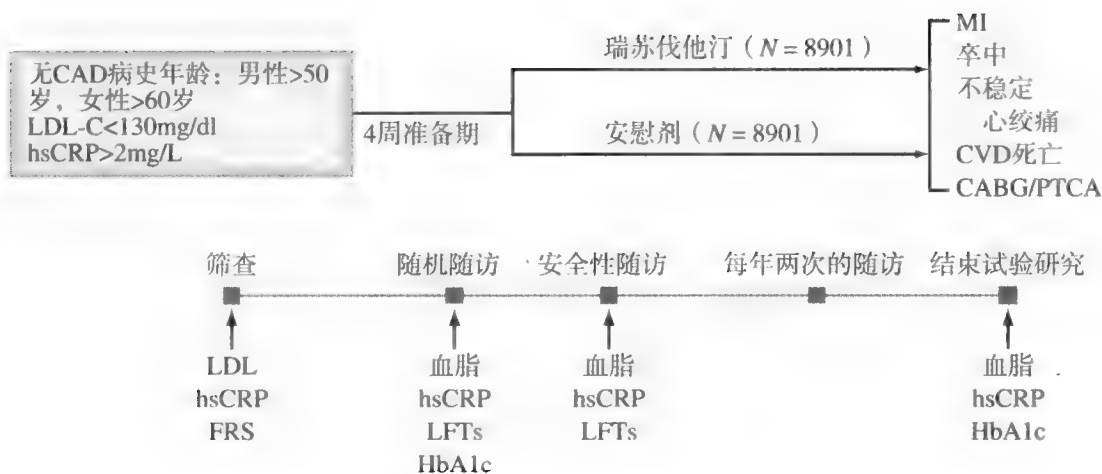 无CAD病史年龄：男性>50
岁，女性>60岁
LDL-C<130mg/dl
hsCRP>2mg/L
4周准备期
瑞苏伐他汀（N = 8901）
安慰剂（N = 8901）
MI
卒中
不稳定
心绞痛
CVD死亡
CABG/PTCA
筛查
随机随访
安全性随访
每年两次的随访
结束试验研究
LDL
hsCRP
FRS
血脂
hsCRP
LFTs
HbA1c
血脂
hsCRP
LFTs
血脂
hsCRP
HbA1c